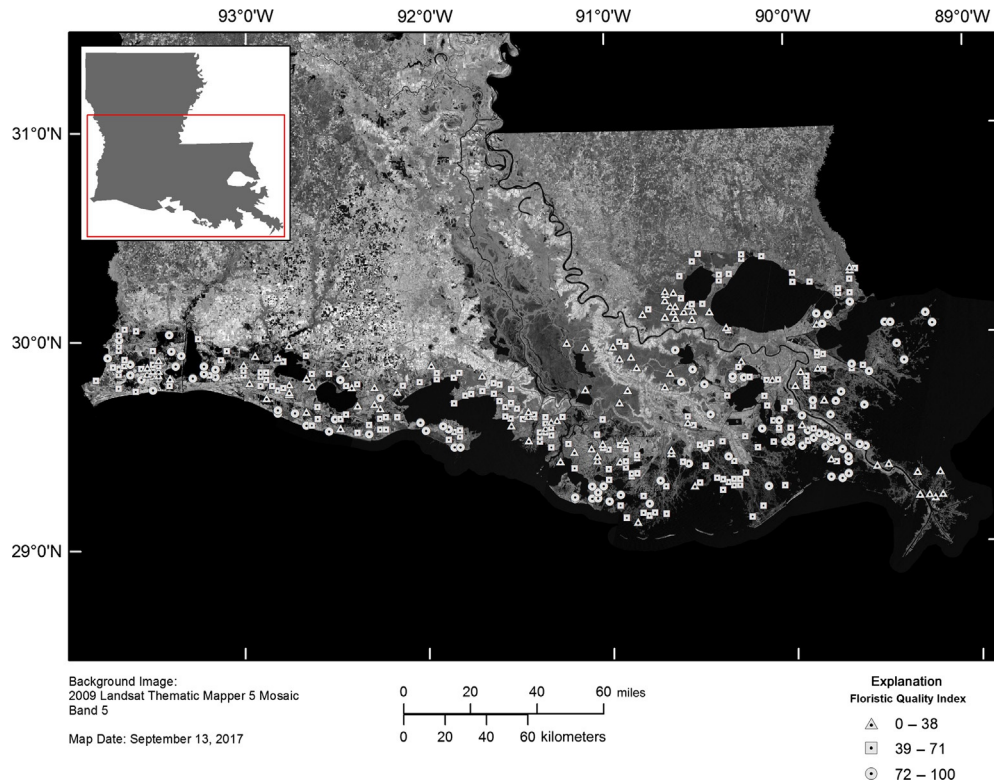 93°0'W 92°0'W 91°0'W 90°0'W 89°0'W
31°0'N
30°0'N
29°0'N
Background Image:
2009 Landsat Thematic Mapper 5 Mosaic
Band 5
Map Date: September 13, 2017
0 20 40 60 miles
0 20 40 60 kilometers
Explanation
Floristic Quality Index
0 – 38
39 – 71
72 – 100